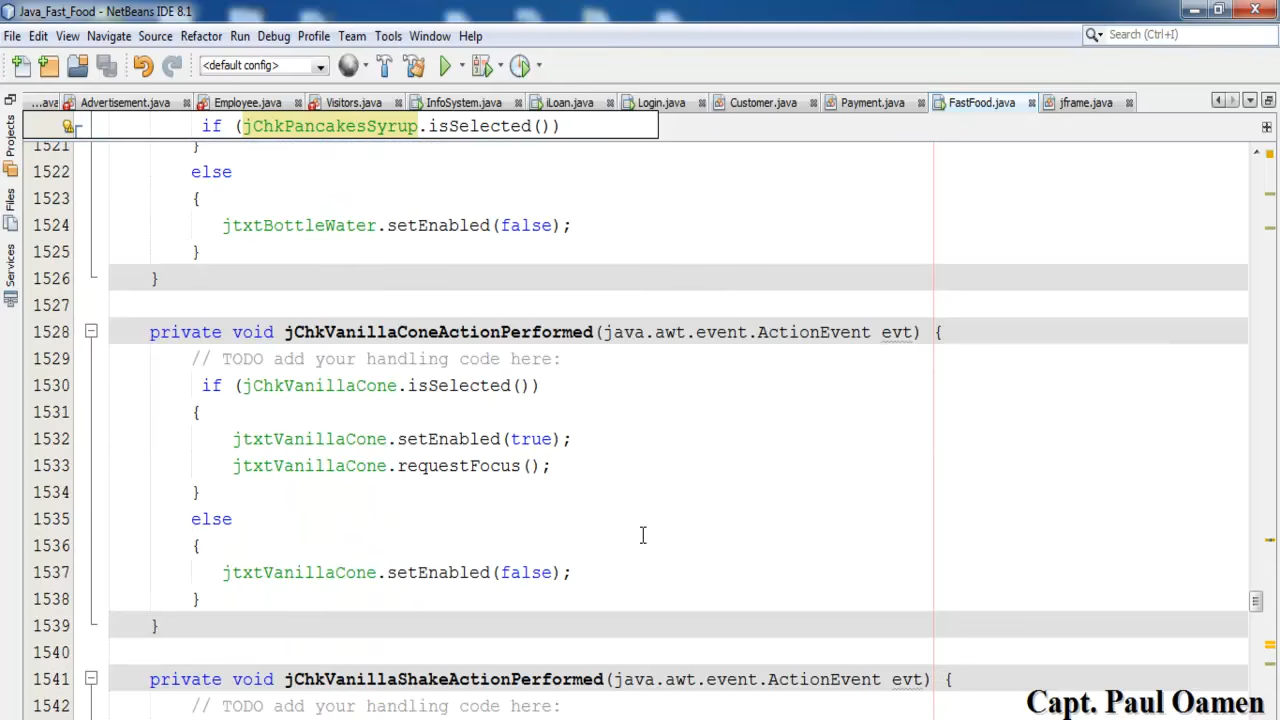 Java_Fast_Food - NetBeans IDE 8.1
File Edit View Navigate Source Refactor Run Debug Profile Team Tools Window Help
Search (Ctrl+I)
<default config>
...ava Advertisement.java Employee.java Visitors.java InfoSystem.java iLoan.java Login.java Customer.java Payment.java FastFood.java jframe.java
Projects
Files
Services
if (jChkPancakesSyrup.isSelected())
1521 }
1522 else
1523 {
1524 jtxtBottleWater.setEnabled(false);
1525 }
1526 }
1527
1528 private void jChkVanillaConeActionPerformed(java.awt.event.ActionEvent evt) {
1529 // TODO add your handling code here:
1530 if (jChkVanillaCone.isSelected())
1531 {
1532 jtxtVanillaCone.setEnabled(true);
1533 jtxtVanillaCone.requestFocus();
1534 }
1535 else
1536 {
1537 jtxtVanillaCone.setEnabled(false);
1538 }
1539 }
1540
1541 private void jChkVanillaShakeActionPerformed(java.awt.event.ActionEvent evt) {
1542 // TODO add your handling code here:
Capt. Paul Oamen